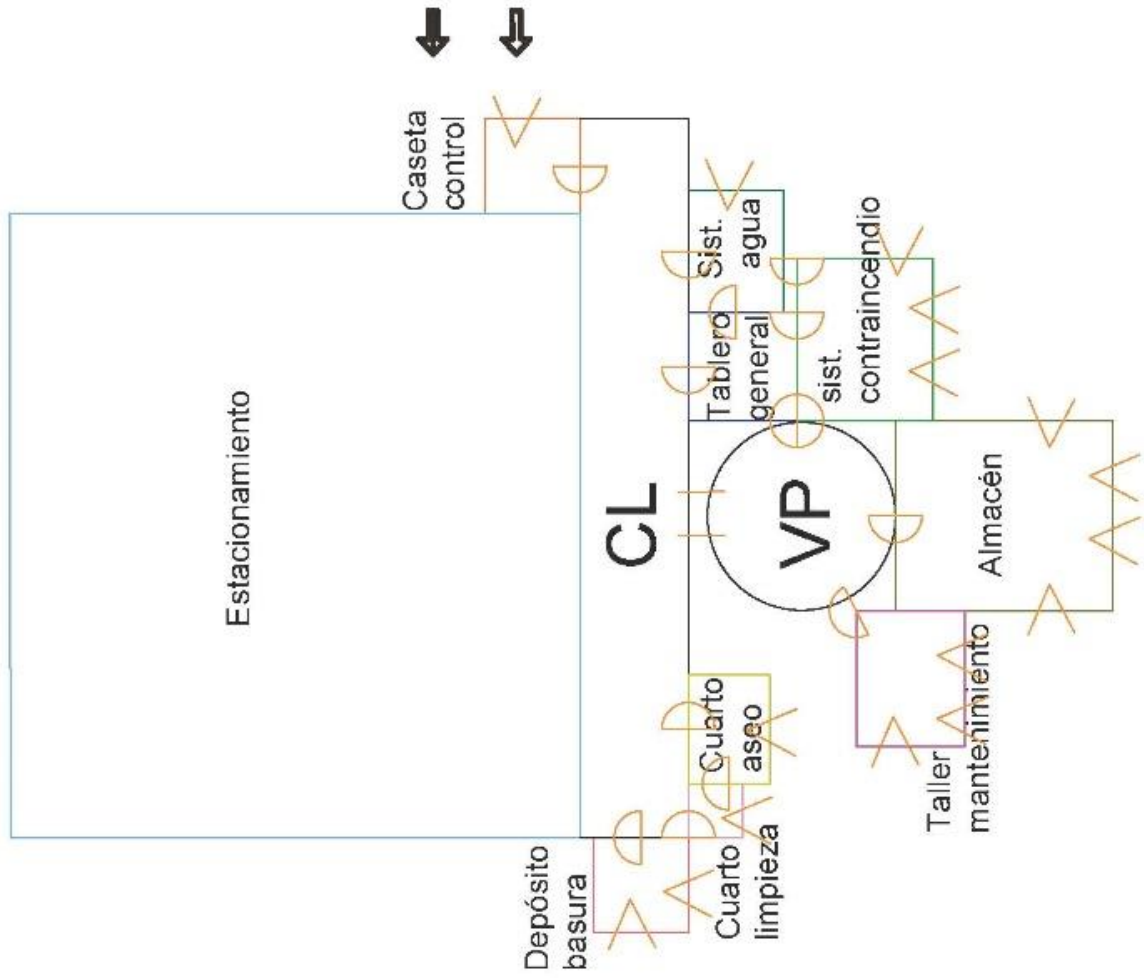 Estacionamiento
Caseta
control
CL
Sist.
agua
Tablero
general
sist.
contraincendio
VP
Almacén
Cuarto
aseo
Taller
mantenimiento
Depósito
basura
Cuarto
limpieza